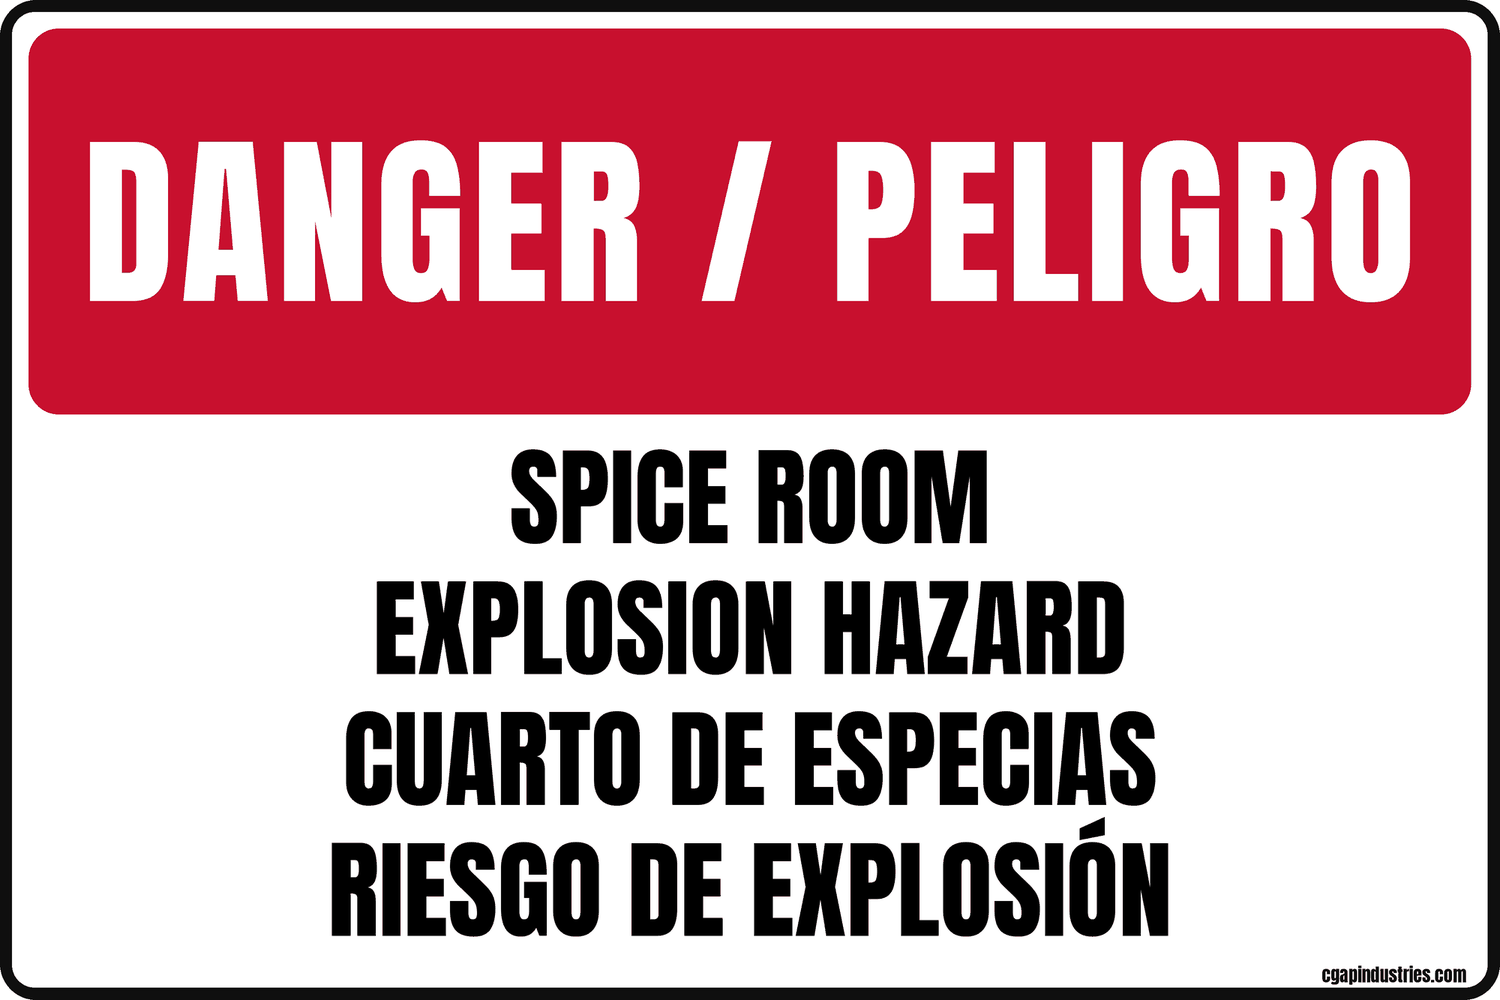 DANGER / PELIGRO
SPICE ROOM
EXPLOSION HAZARD
CUARTO DE ESPECIAS
RIESGO DE EXPLOSIÓN
cgapindustries.com